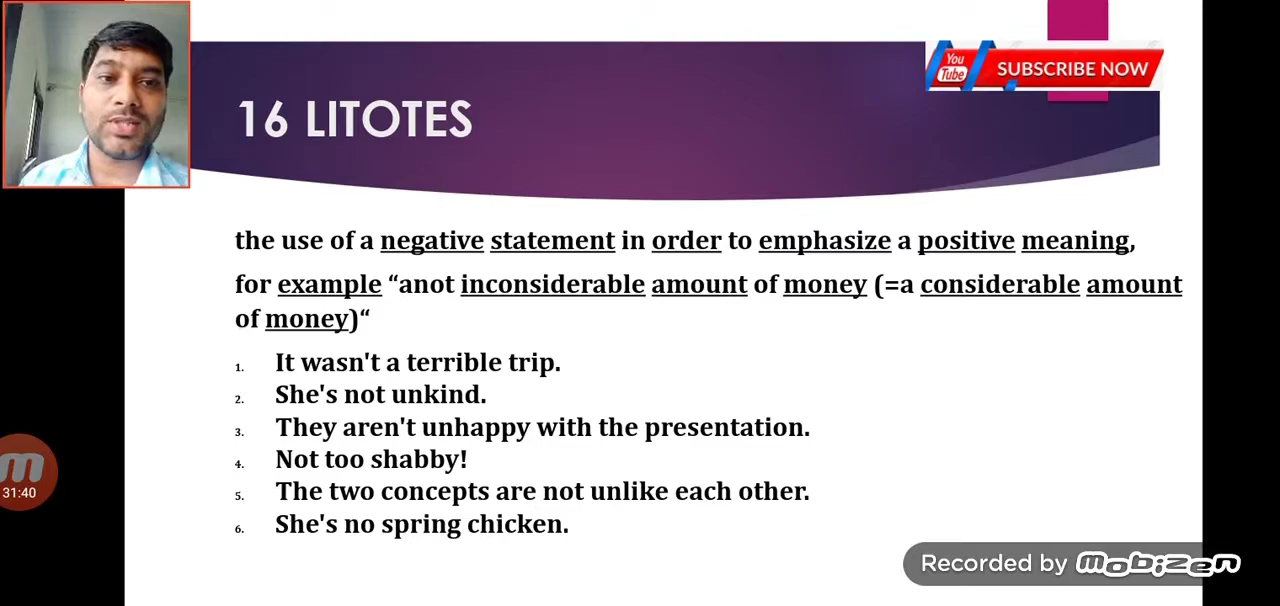 You
Tube
SUBSCRIBE NOW
16 LITOTES
the use of a negative statement in order to emphasize a positive meaning,
for example “anot inconsiderable amount of money (=a considerable amount
of money)“
1. It wasn't a terrible trip.
2. She's not unkind.
3. They aren't unhappy with the presentation.
4. Not too shabby!
5. The two concepts are not unlike each other.
6. She's no spring chicken.
31:40
Recorded by mobizen